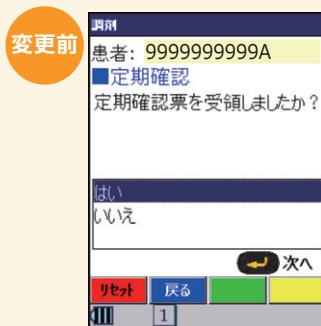 変更前
調剤
患者: 9999999999A
■定期確認
定期確認票を受領しましたか?
はい
いいえ
次へ
リセット 戻る
1